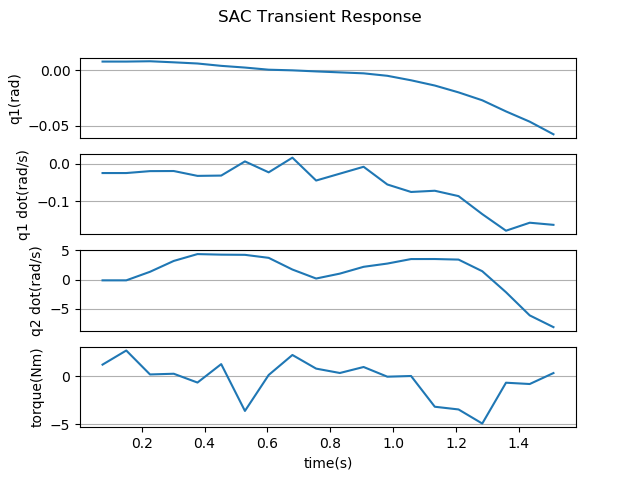 SAC Transient Response
q1(rad)
0.00
−0.05
q1 dot(rad/s)
0.0
−0.1
q2 dot(rad/s)
5
0
−5
torque(Nm)
0
−5
0.2 0.4 0.6 0.8 1.0 1.2 1.4
time(s)